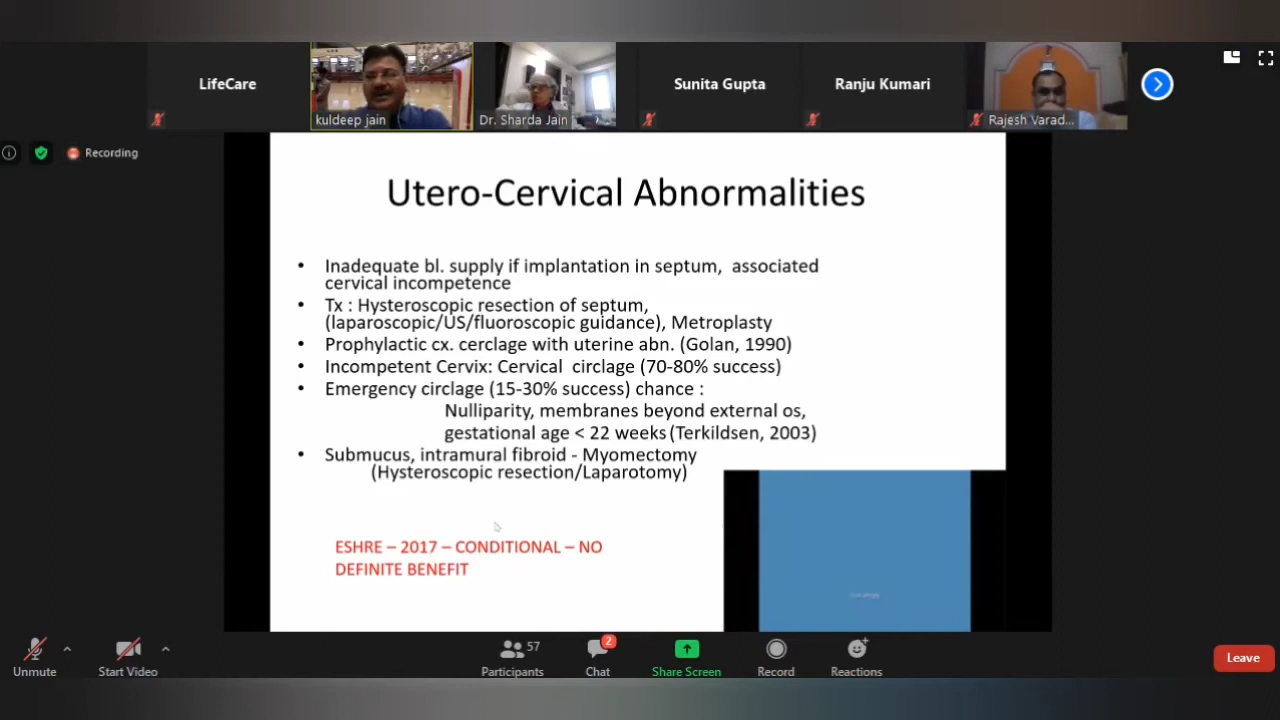 LifeCare
kuldeep jain
Dr. Sharda Jain
Sunita Gupta
Ranju Kumari
Rajesh Varad...
Recording
Utero-Cervical Abnormalities
• Inadequate bl. supply if implantation in septum, associated
cervical incompetence
• Tx : Hysteroscopic resection of septum,
(laparoscopic/US/fluoroscopic guidance), Metroplasty
• Prophylactic cx. cerclage with uterine abn. (Golan, 1990)
• Incompetent Cervix: Cervical circlage (70-80% success)
• Emergency circlage (15-30% success) chance :
Nulliparity, membranes beyond external os,
gestational age < 22 weeks (Terkildsen, 2003)
• Submucus, intramural fibroid - Myomectomy
(Hysteroscopic resection/Laparotomy)
ESHRE – 2017 – CONDITIONAL – NO
DEFINITE BENEFIT
Unmute
Start Video
57
Participants
2
Chat
Share Screen
Record
Reactions
Leave